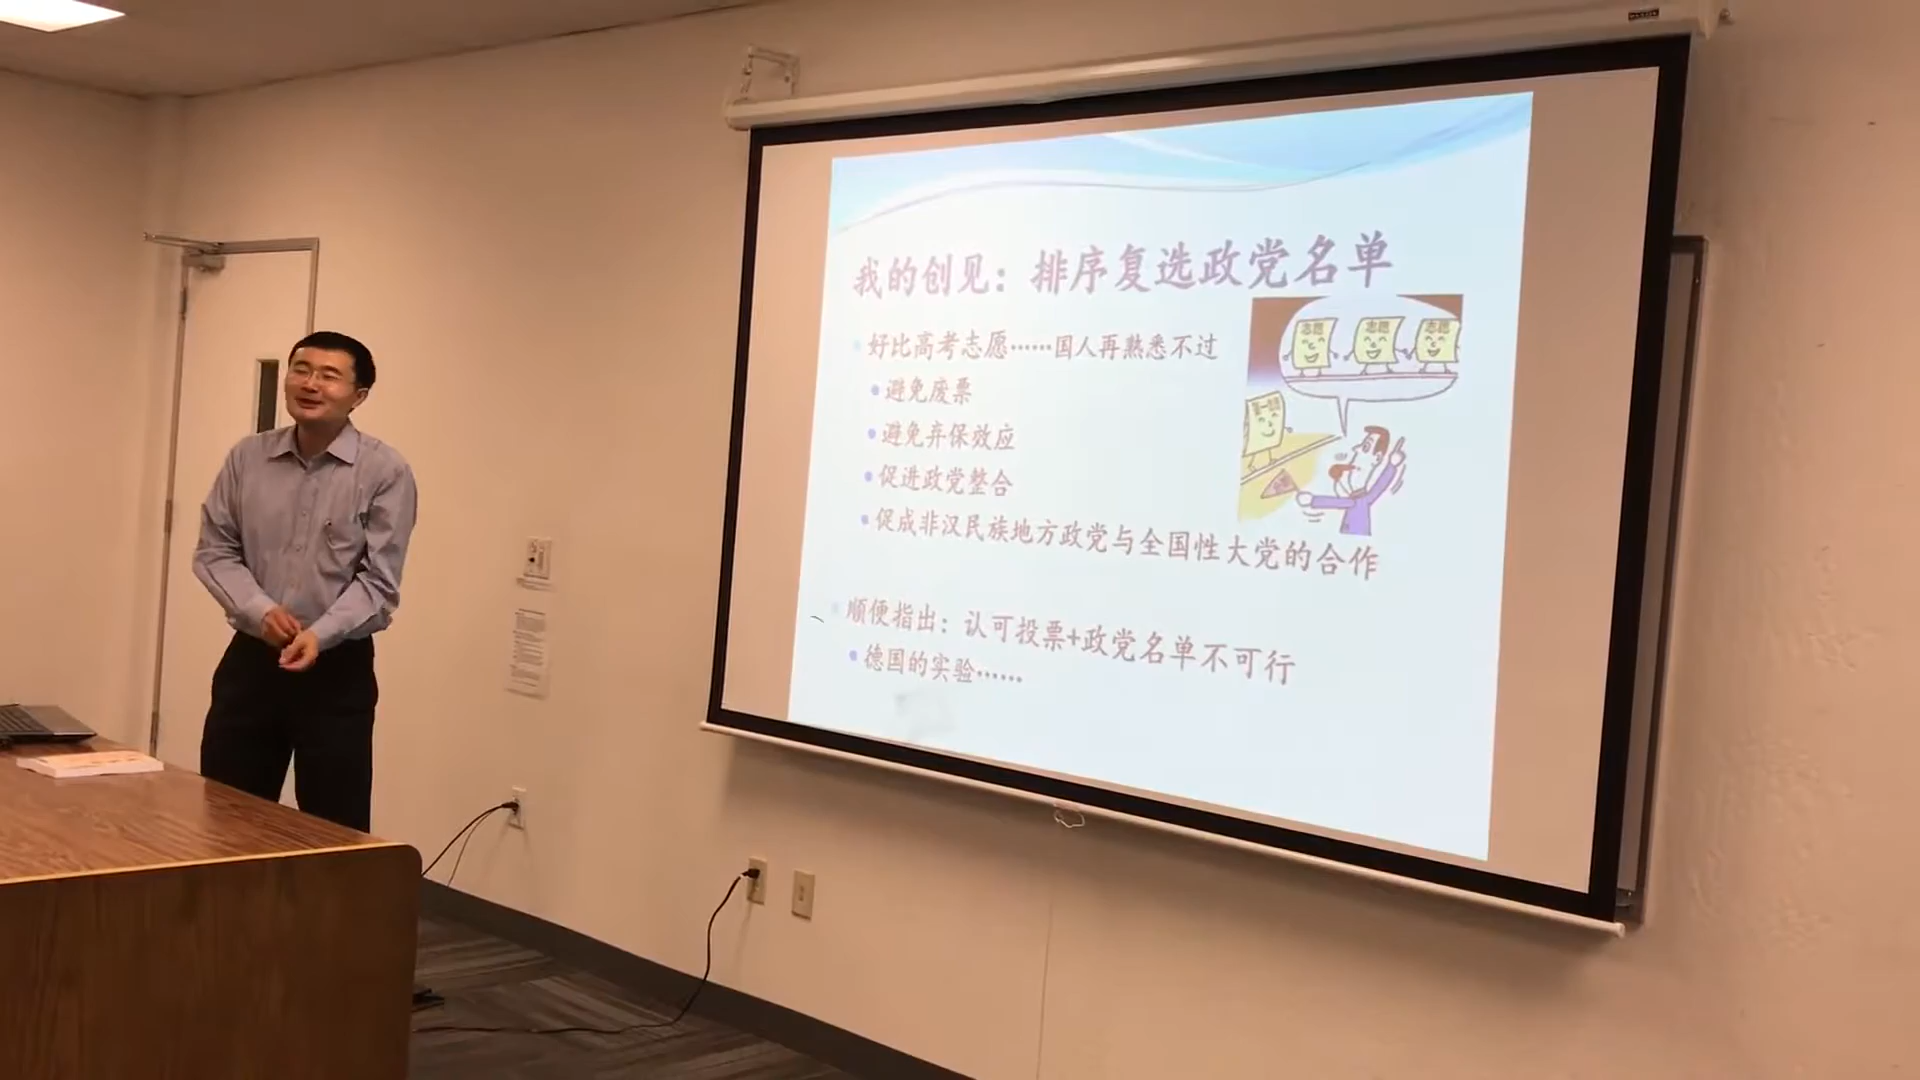 我的创见：排序复选政党名单
好比高考志愿……国人再熟悉不过
避免废票
避免弃保效应
促进政党整合
促成非汉民族地方政党与全国性大党的合作
顺便指出：认可投票+政党名单不可行
德国的实验……
志愿
志愿
志愿